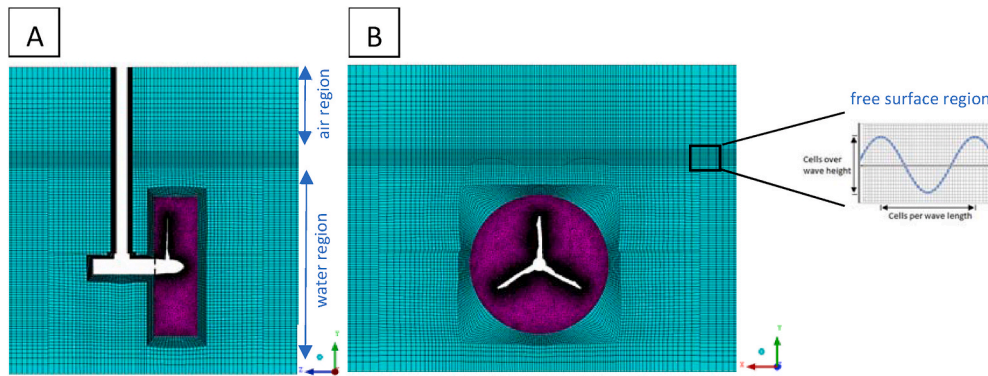 A
B
air region
water region
free surface region
Cells over
wave height
Cells per wave length
Y
Z
Y
X